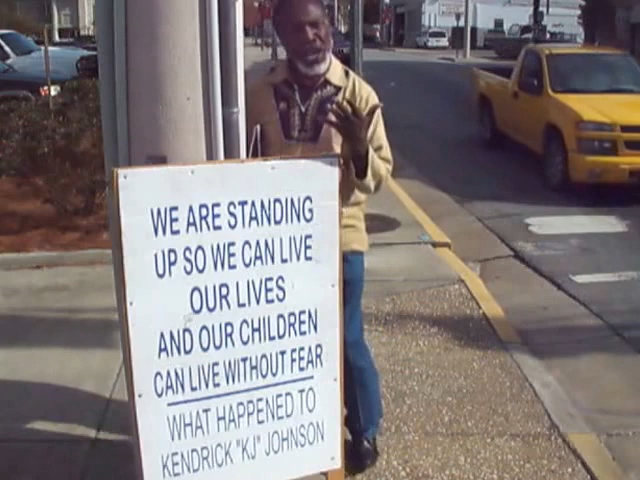 WE ARE STANDING
UP SO WE CAN LIVE
OUR LIVES
AND OUR CHILDREN
CAN LIVE WITHOUT FEAR
WHAT HAPPENED TO
KENDRICK "KJ" JOHNSON